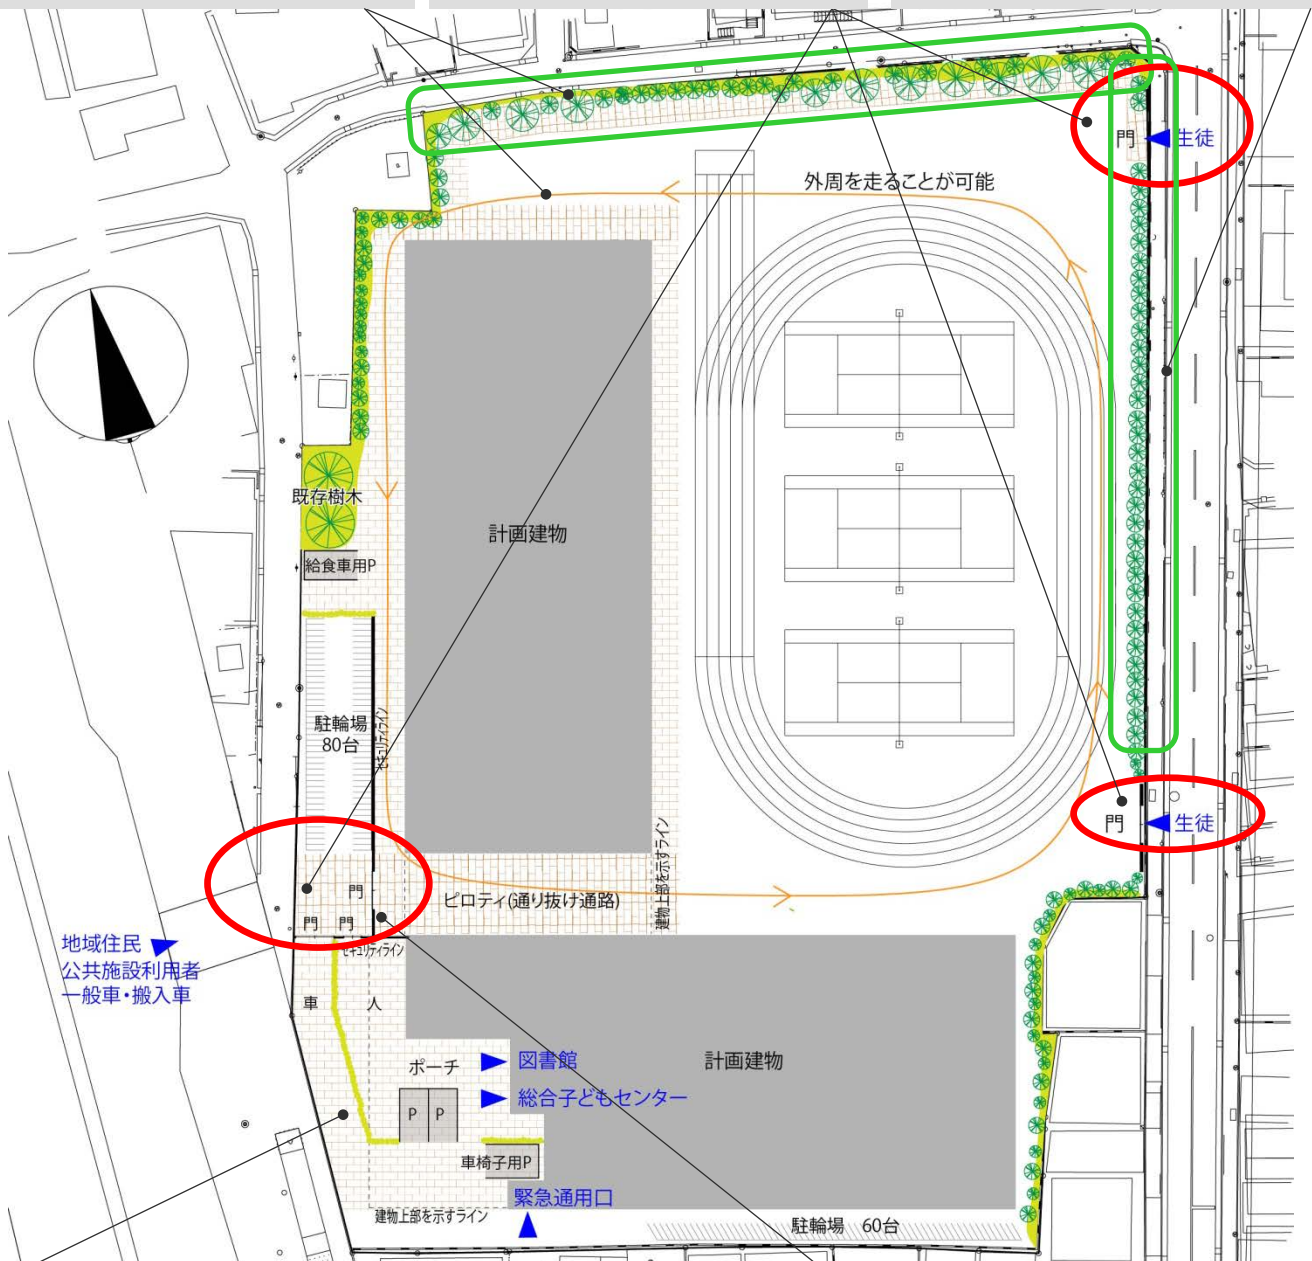 門
生徒
外周を走ることが可能
既存樹木
計画建物
給食車用P
駐輪場
80台
セキュリティライン
建物上部を示すライン
門
生徒
門
ピロティ(通り抜け通路)
門
門
セキュリティライン
地域住民
公共施設利用者
一般車・搬入車
車
人
ポーチ
図書館
計画建物
総合子どもセンター
P
P
車椅子用P
緊急通用口
建物上部を示すライン
駐輪場 60台